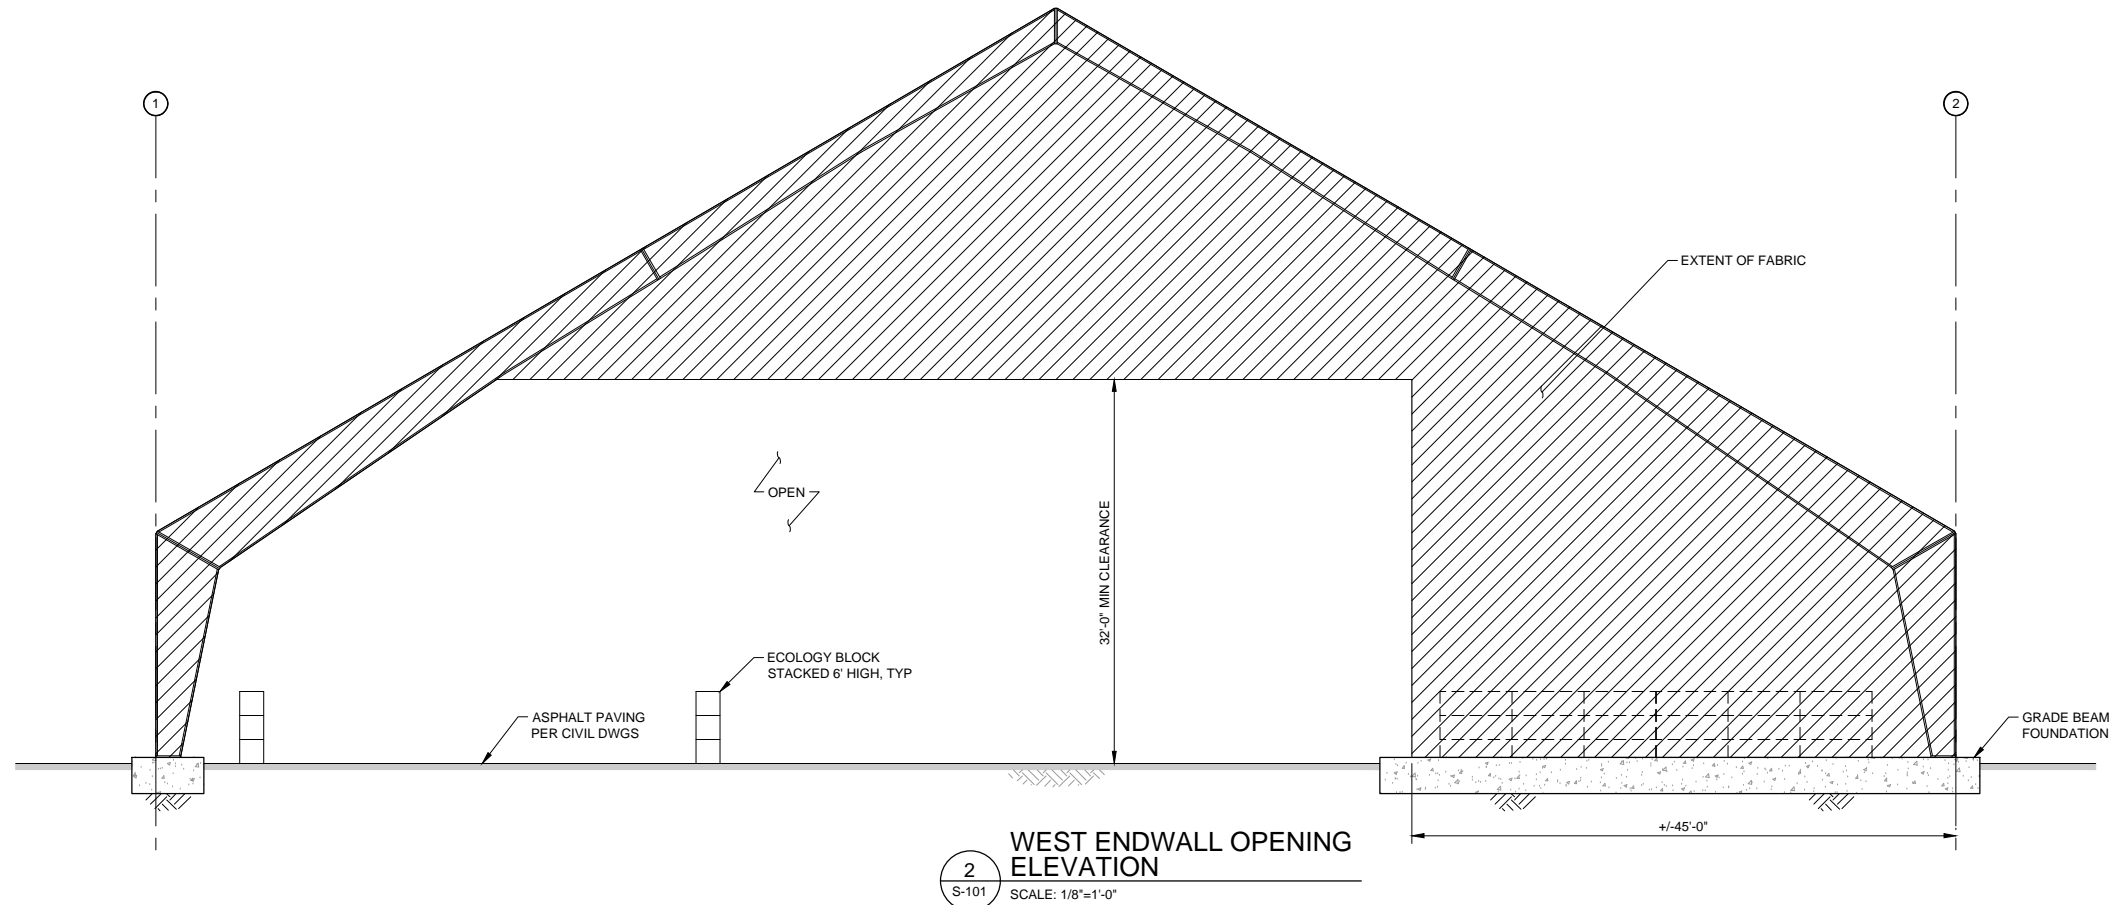 1
2
EXTENT OF FABRIC
OPEN
32'-0" MIN CLEARANCE
ECOLOGY BLOCK
STACKED 6' HIGH, TYP
ASPHALT PAVING
PER CIVIL DWGS
GRADE BEAM
FOUNDATION
+/-45'-0"
WEST ENDWALL OPENING
ELEVATION
2
S-101
SCALE: 1/8"=1'-0"